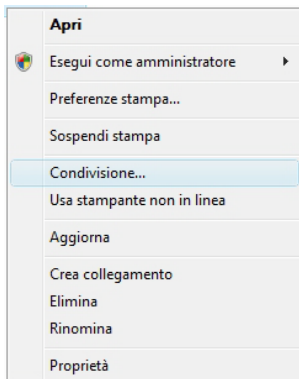 Apri
Esegui come amministratore
Preferenze stampa...
Sospendi stampa
Condivisione...
Usa stampante non in linea
Aggiorna
Crea collegamento
Elimina
Rinomina
Proprietà